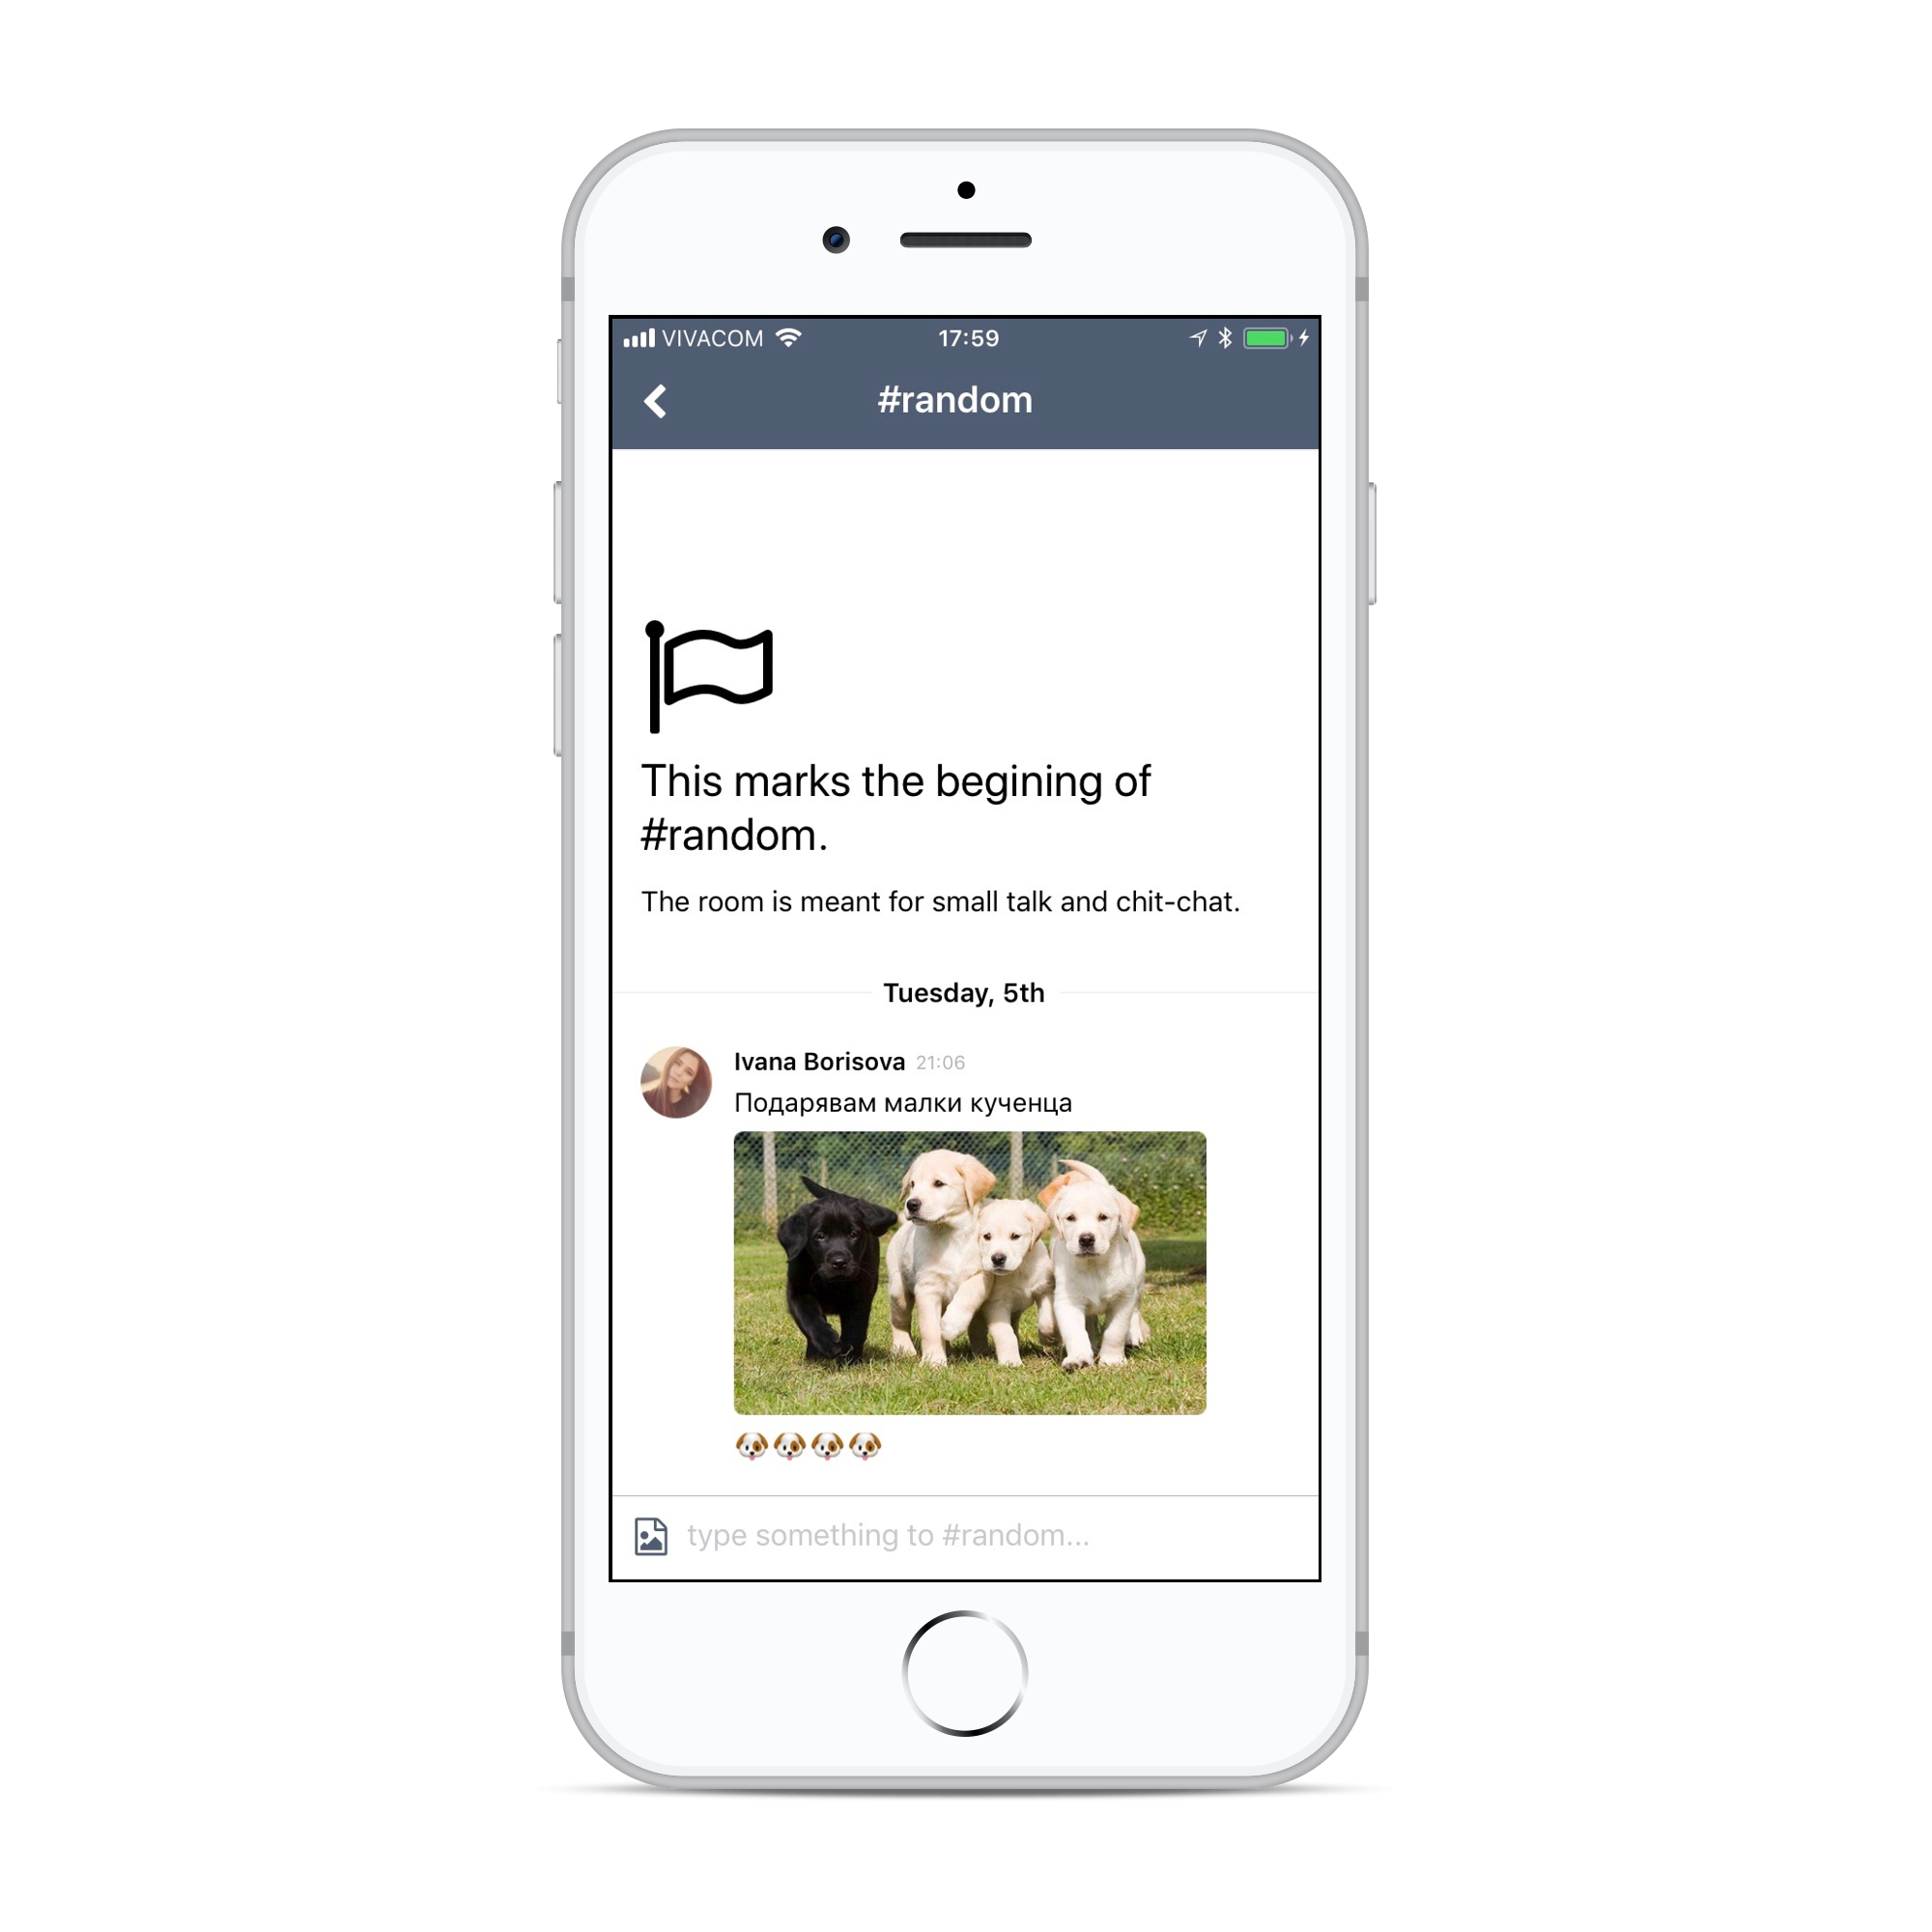 VIVACOM 17:59
#random
This marks the begining of
#random.
The room is meant for small talk and chit-chat.
Tuesday, 5th
Ivana Borisova 21:06
Подарявам малки кученца
🐶🐶🐶🐶
type something to #random...